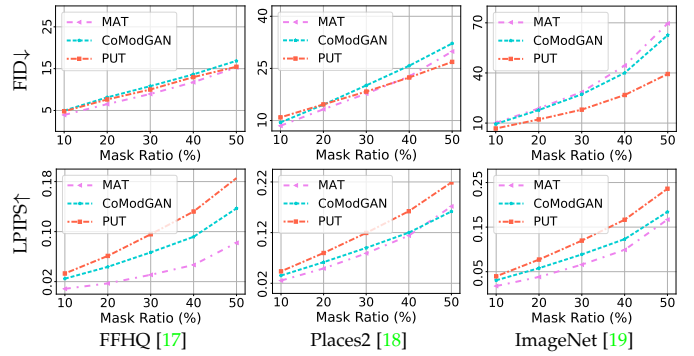 FID↓
25
15
5
MAT
CoModGAN
PUT
10 20 30 40 50
Mask Ratio (%)
40
25
10
MAT
CoModGAN
PUT
10 20 30 40 50
Mask Ratio (%)
70
40
10
MAT
CoModGAN
PUT
10 20 30 40 50
Mask Ratio (%)
LPIPS↑
0.18
0.10
0.02
MAT
CoModGAN
PUT
10 20 30 40 50
Mask Ratio (%)
FFHQ [17]
0.22
0.12
0.02
MAT
CoModGAN
PUT
10 20 30 40 50
Mask Ratio (%)
Places2 [18]
0.25
0.15
0.05
MAT
CoModGAN
PUT
10 20 30 40 50
Mask Ratio (%)
ImageNet [19]